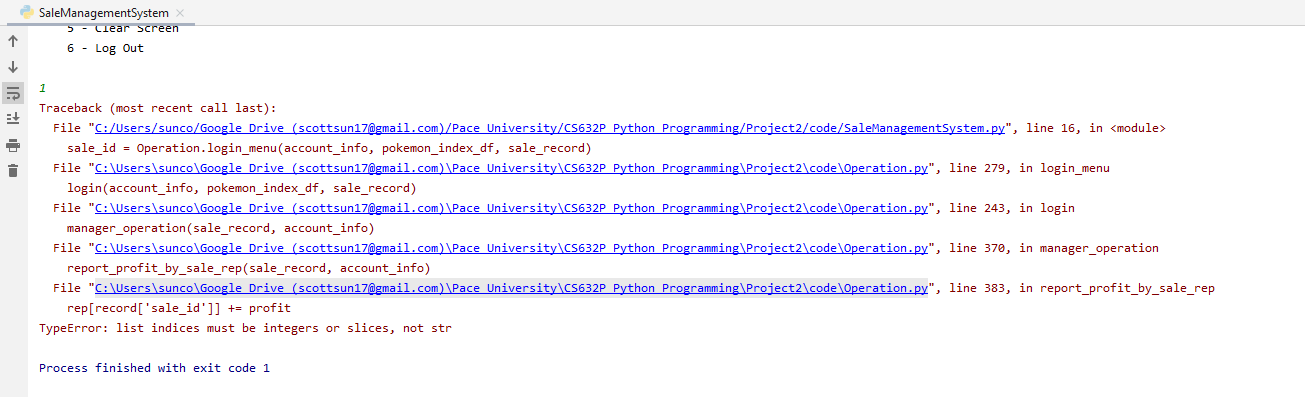 SaleManagementSystem
5 - Clear Screen
6 - Log Out
1
Traceback (most recent call last):
File "C:/Users/sunco/Google Drive (scottsun17@gmail.com)/Pace University/CS632P Python Programming/Project2/code/SaleManagementSystem.py", line 16, in <module>
sale_id = Operation.login_menu(account_info, pokemon_index_df, sale_record)
File "C:\Users\sunco\Google Drive (scottsun17@gmail.com)\Pace University\CS632P Python Programming\Project2\code\Operation.py", line 279, in login_menu
login(account_info, pokemon_index_df, sale_record)
File "C:\Users\sunco\Google Drive (scottsun17@gmail.com)\Pace University\CS632P Python Programming\Project2\code\Operation.py", line 243, in login
manager_operation(sale_record, account_info)
File "C:\Users\sunco\Google Drive (scottsun17@gmail.com)\Pace University\CS632P Python Programming\Project2\code\Operation.py", line 370, in manager_operation
report_profit_by_sale_rep(sale_record, account_info)
File "C:\Users\sunco\Google Drive (scottsun17@gmail.com)\Pace University\CS632P Python Programming\Project2\code\Operation.py", line 383, in report_profit_by_sale_rep
rep[record['sale_id']] += profit
TypeError: list indices must be integers or slices, not str
Process finished with exit code 1